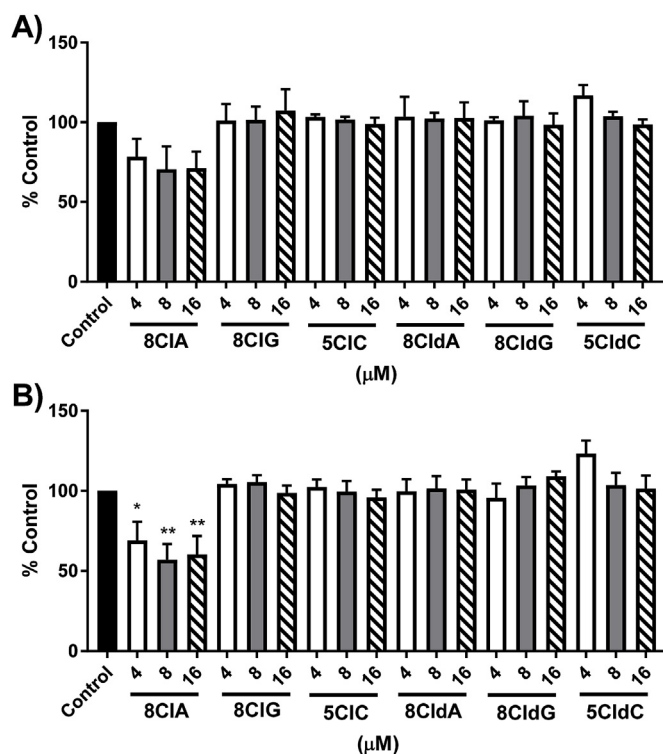 A)
150
100
50
0
% Control
Control
4 8 16 4 8 16 4 8 16 4 8 16 4 8 16 4 8 16
8ClA 8ClG 5ClC 8CldA 8CldG 5CldC
(μM)
B)
150
100
50
0
% Control
* ** **
Control
4 8 16 4 8 16 4 8 16 4 8 16 4 8 16 4 8 16
8ClA 8ClG 5ClC 8CldA 8CldG 5CldC
(μM)